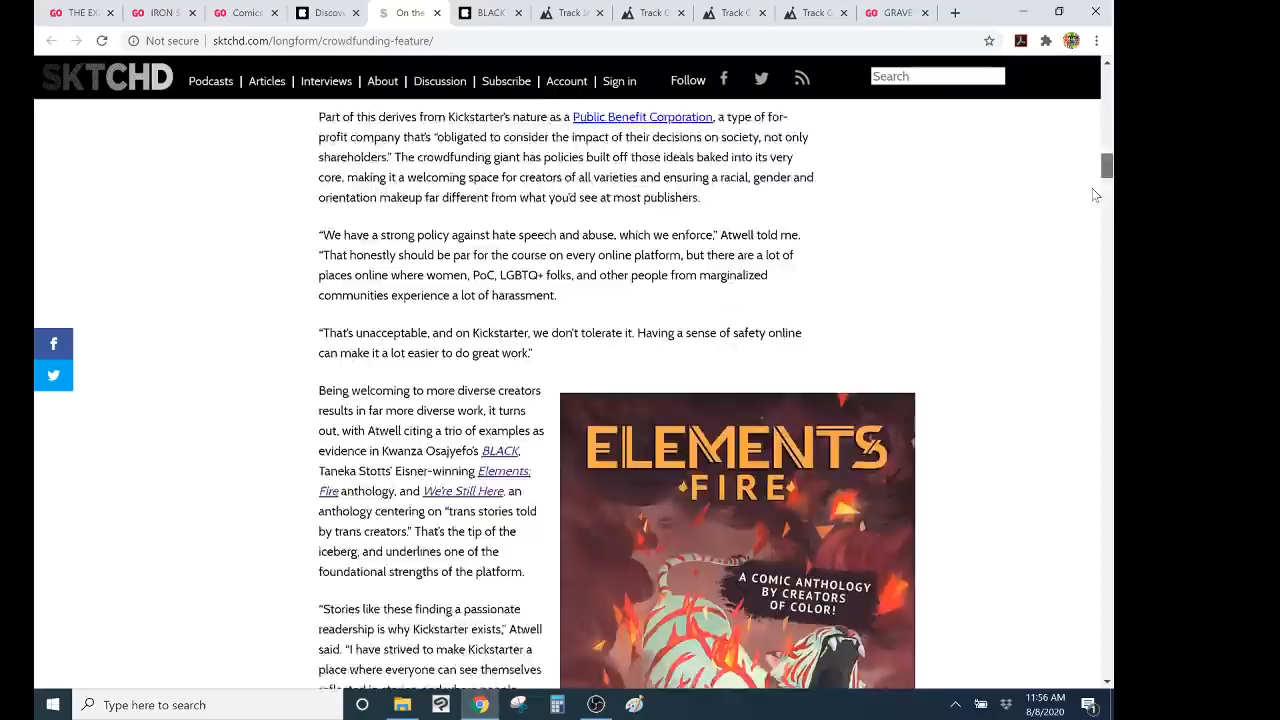 THE EX
IRON S
Comics
Discov
On the
BLACK
Track J
Track C
Track C
Track C
GRAVE
Not secure | sktchd.com/longform/crowdfunding-feature/
SKTCHD
Podcasts | Articles | Interviews | About | Discussion | Subscribe | Account | Sign in
Follow
Search
Part of this derives from Kickstarter's nature as a Public Benefit Corporation, a type of for-
profit company that's “obligated to consider the impact of their decisions on society, not only
shareholders.” The crowdfunding giant has policies built off those ideals baked into its very
core, making it a welcoming space for creators of all varieties and ensuring a racial, gender and
orientation makeup far different from what you'd see at most publishers.
“We have a strong policy against hate speech and abuse, which we enforce,” Atwell told me.
“That honestly should be par for the course on every online platform, but there are a lot of
places online where women, PoC, LGBTQ+ folks, and other people from marginalized
communities experience a lot of harassment.
“That's unacceptable, and on Kickstarter, we don't tolerate it. Having a sense of safety online
can make it a lot easier to do great work.”
Being welcoming to more diverse creators
results in far more diverse work, it turns
out, with Atwell citing a trio of examples as
evidence in Kwanza Osajyefo's BLACK,
Taneka Stotts' Eisner-winning Elements:
Fire anthology, and We're Still Here, an
anthology centering on “trans stories told
by trans creators.” That's the tip of the
iceberg, and underlines one of the
foundational strengths of the platform.
“Stories like these finding a passionate
readership is why Kickstarter exists,” Atwell
said. “I have strived to make Kickstarter a
place where everyone can see themselves
ELEMENTS
FIRE
A COMIC ANTHOLOGY
BY CREATORS
OF COLOR!
Type here to search
11:56 AM
8/8/2020